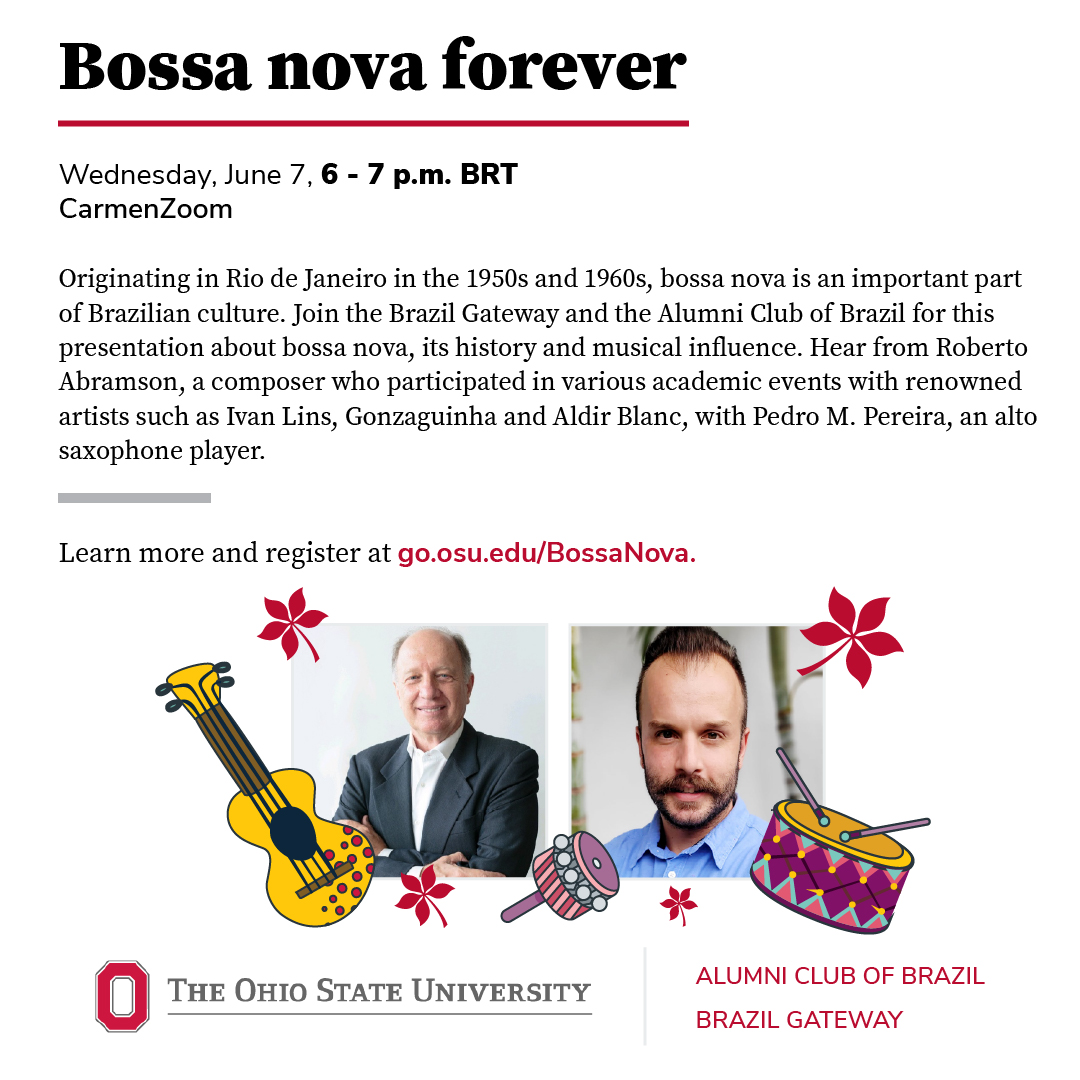 Bossa nova forever
Wednesday, June 7, 6 - 7 p.m. BRT
CarmenZoom
Originating in Rio de Janeiro in the 1950s and 1960s, bossa nova is an important part
of Brazilian culture. Join the Brazil Gateway and the Alumni Club of Brazil for this
presentation about bossa nova, its history and musical influence. Hear from Roberto
Abramson, a composer who participated in various academic events with renowned
artists such as Ivan Lins, Gonzaguinha and Aldir Blanc, with Pedro M. Pereira, an alto
saxophone player.
Learn more and register at go.osu.edu/BossaNova.
THE OHIO STATE UNIVERSITY
ALUMNI CLUB OF BRAZIL
BRAZIL GATEWAY